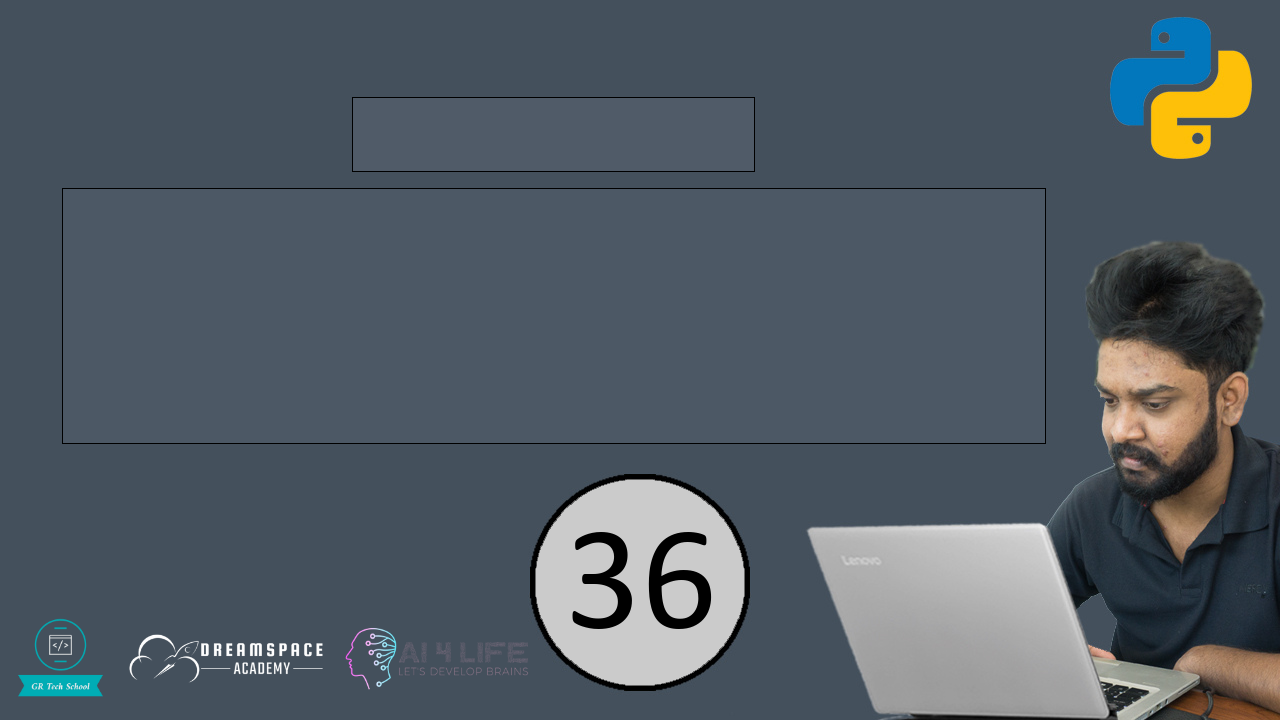 Lenovo
36
GR Tech School
DREAMSPACE
ACADEMY
AI 4 LIFE
LET'S DEVELOP BRAINS